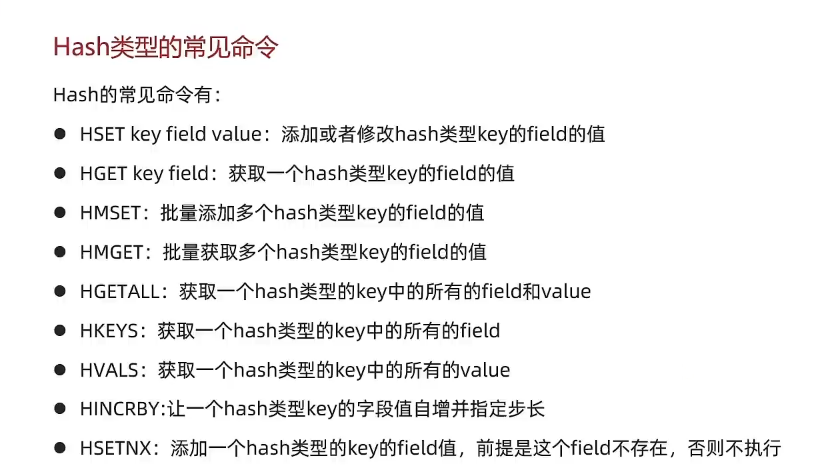 Hash类型的常见命令
Hash的常见命令有：
● HSET key field value：添加或者修改hash类型key的field的值
● HGET key field：获取一个hash类型key的field的值
● HMSET：批量添加多个hash类型key的field的值
● HMGET：批量获取多个hash类型key的field的值
● HGETALL：获取一个hash类型的key中的所有的field和value
● HKEYS：获取一个hash类型的key中的所有的field
● HVALS：获取一个hash类型的key中的所有的value
● HINCRBY:让一个hash类型key的字段值自增并指定步长
● HSETNX：添加一个hash类型的key的field值，前提是这个field不存在，否则不执行